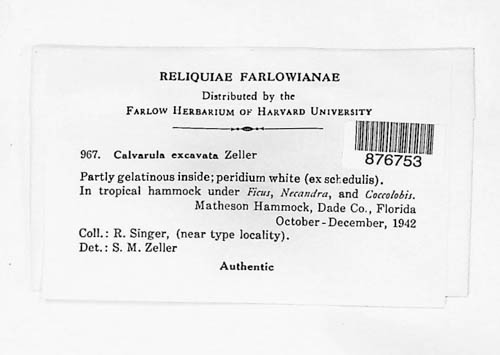 RELIQUIAE FARLOWIANAE
Distributed by the
FARLOW HERBARIUM OF HARVARD UNIVERSITY
876753
967. Calvarula excavata Zeller
Partly gelatinous inside; peridium white (ex schedulis).
In tropical hammock under Ficus, Necandra, and Coccolobis.
Matheson Hammock, Dade Co., Florida
October-December, 1942
Coll.: R. Singer, (near type locality).
Det.: S. M. Zeller
Authentic